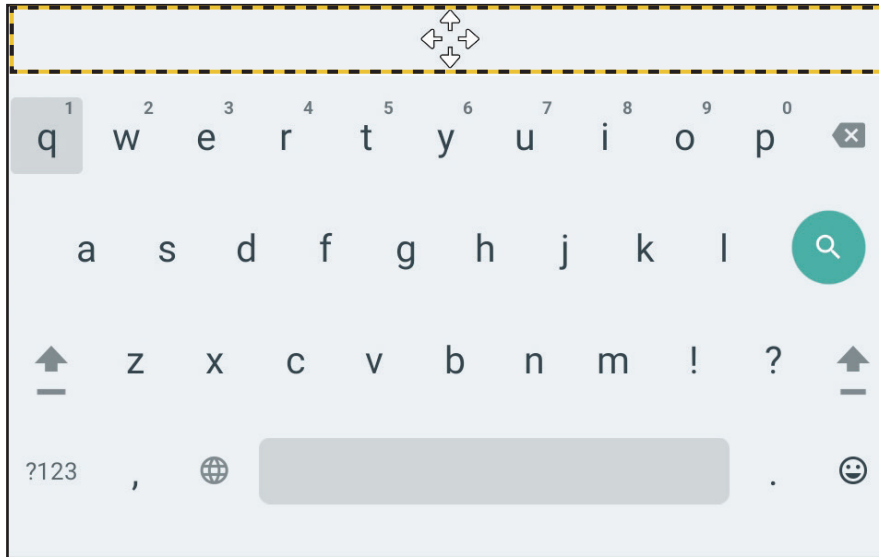 1 2 3 4 5 6 7 8 9 0
q w e r t y u i o p
a s d f g h j k l
z x c v b n m ! ?
?123 , .